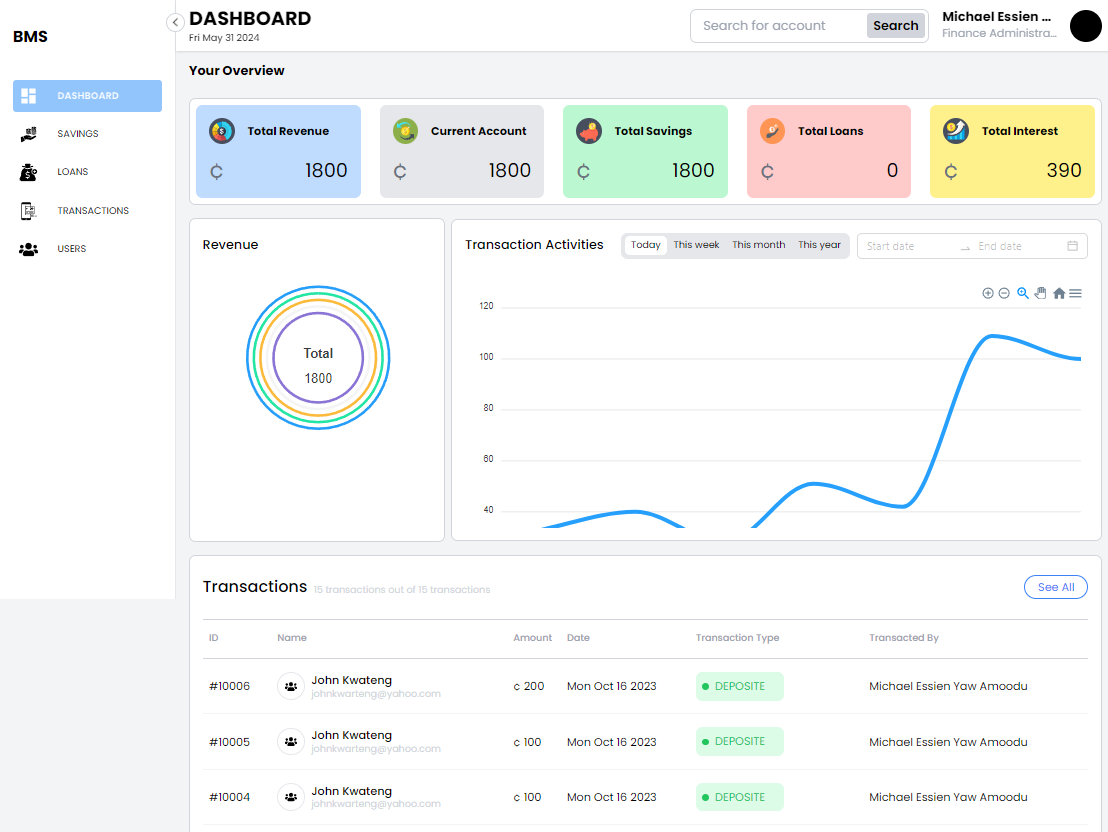 BMS
DASHBOARD
SAVINGS
LOANS
TRANSACTIONS
USERS
DASHBOARD
Fri May 31 2024
Search for account Search
Michael Essien ...
Finance Administra...
Your Overview
Total Revenue
₵ 1800
Current Account
₵ 1800
Total Savings
₵ 1800
Total Loans
₵ 0
Total Interest
₵ 390
Revenue
Total
1800
Transaction Activities Today This week This month This year Start date → End date
120
100
80
60
40
Transactions 15 transactions out of 15 transactions See All
ID Name Amount Date Transaction Type Transacted By
#10006 John Kwateng ¢ 200 Mon Oct 16 2023 DEPOSITE Michael Essien Yaw Amoodu
johnkwarteng@yahoo.com
#10005 John Kwateng ¢ 100 Mon Oct 16 2023 DEPOSITE Michael Essien Yaw Amoodu
johnkwarteng@yahoo.com
#10004 John Kwateng ¢ 100 Mon Oct 16 2023 DEPOSITE Michael Essien Yaw Amoodu
johnkwarteng@yahoo.com